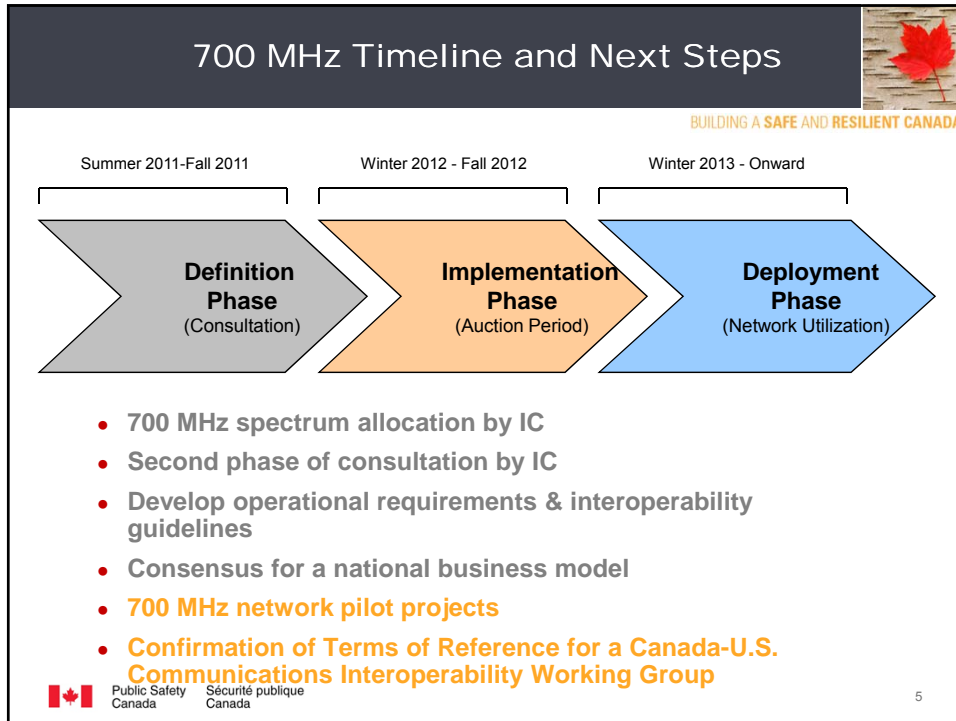 700 MHz Timeline and Next Steps
BUILDING A SAFE AND RESILIENT CANADA
Summer 2011-Fall 2011
Winter 2012 - Fall 2012
Winter 2013 - Onward
Definition
Phase
(Consultation)
Implementation
Phase
(Auction Period)
Deployment
Phase
(Network Utilization)
• 700 MHz spectrum allocation by IC
• Second phase of consultation by IC
• Develop operational requirements & interoperability
guidelines
• Consensus for a national business model
• 700 MHz network pilot projects
• Confirmation of Terms of Reference for a Canada-U.S.
Communications Interoperability Working Group
Public Safety Sécurité publique
Canada Canada
5